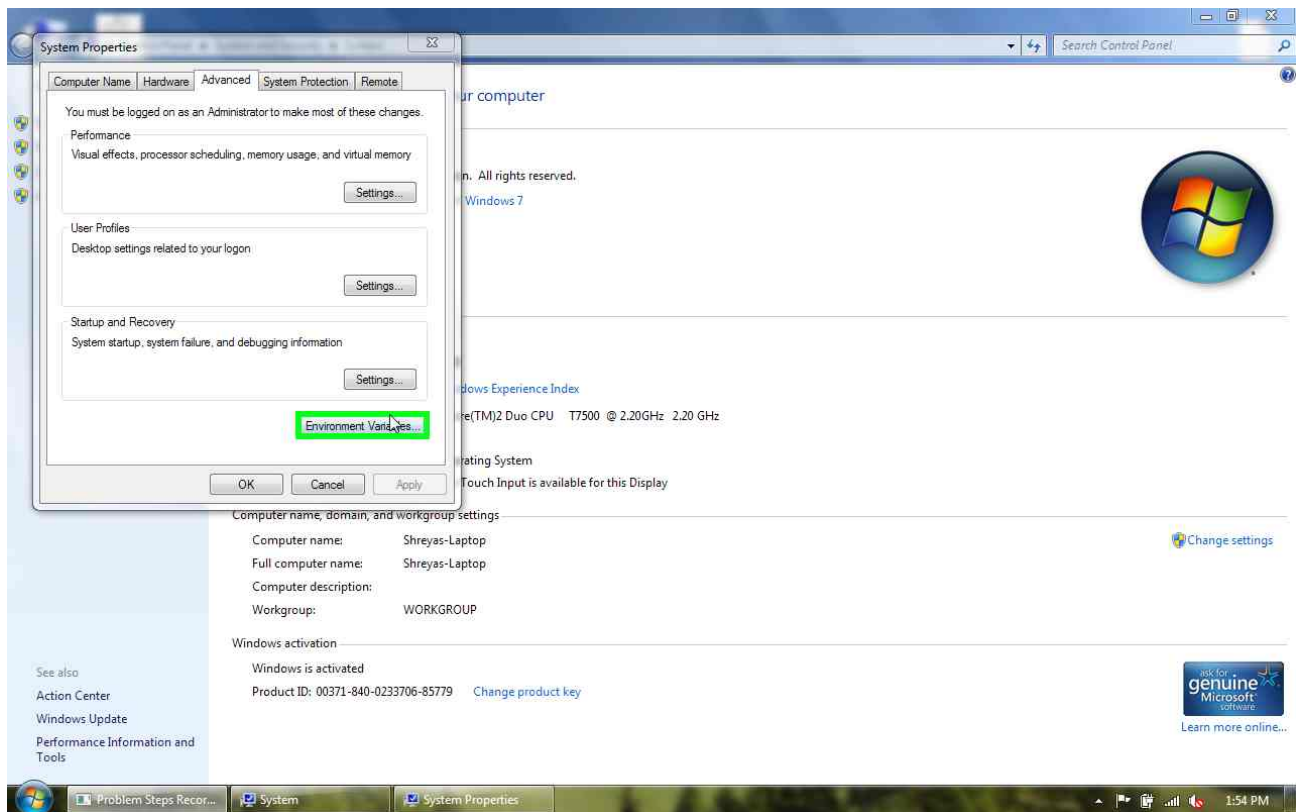 System Properties
Search Control Panel
Computer Name Hardware Advanced System Protection Remote
You must be logged on as an Administrator to make most of these changes.
Performance
Visual effects, processor scheduling, memory usage, and virtual memory
Settings...
User Profiles
Desktop settings related to your logon
Settings...
Startup and Recovery
System startup, system failure, and debugging information
Settings...
Environment Variables...
OK Cancel Apply
ur computer
n. All rights reserved.
Windows 7
dows Experience Index
re(TM)2 Duo CPU T7500 @ 2.20GHz 2.20 GHz
rating System
Touch Input is available for this Display
Computer name, domain, and workgroup settings
Computer name: Shreyas-Laptop
Change settings
Full computer name: Shreyas-Laptop
Computer description:
Workgroup: WORKGROUP
Windows activation
Windows is activated
Product ID: 00371-840-0233706-85779 Change product key
ask for
genuine
Microsoft
software
Learn more online...
See also
Action Center
Windows Update
Performance Information and
Tools
Problem Steps Recor... System System Properties 1:54 PM